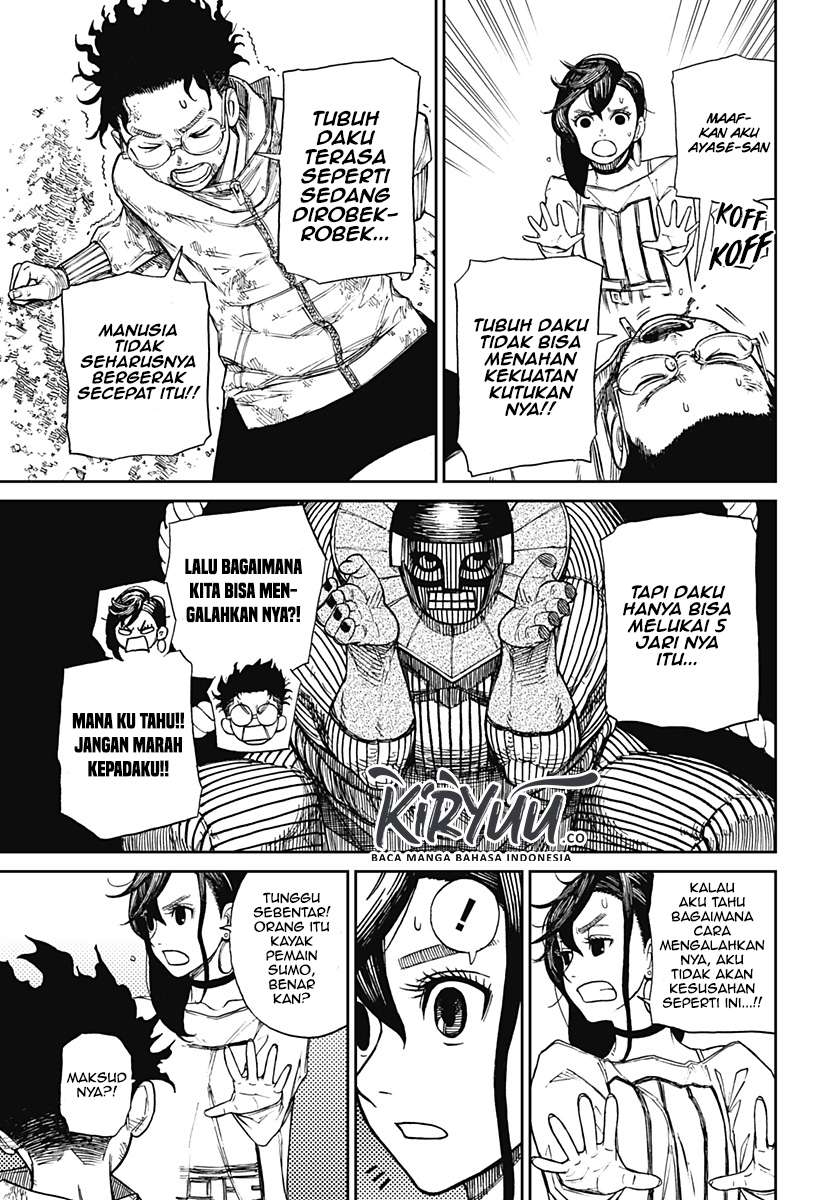 MAAF-
KAN AKU
AYASE-SAN
KOFF
KOFF
TUBUH DAKU
TIDAK BISA
MENAHAN
KEKUATAN
KUTUKAN
NYA!!
TUBUH
DAKU
TERASA
SEPERTI
SEDANG
DIROBEK-
ROBEK...
MANUSIA
TIDAK
SEHARUSNYA
BERGERAK
SECEPAT ITU!!
TAPI DAKU
HANYA BISA
MELUKAI 5
JARI NYA
ITU...
LALU BAGAIMANA
KITA BISA MEN-
GALAHKAN NYA?!
MANA KU TAHU!!
JANGAN MARAH
KEPADAKU!!
KIRYUU.CO
BACA MANGA BAHASA INDONESIA
KALAU
AKU TAHU
BAGAIMANA
CARA
MENGALAHKAN
NYA, AKU
TIDAK AKAN
KESUSAHAN
SEPERTI INI...!!
!
TUNGGU
SEBENTAR!
ORANG ITU
KAYAK
PEMAIN
SUMO,
BENAR
KAN?
MAKSUD
NYA?!